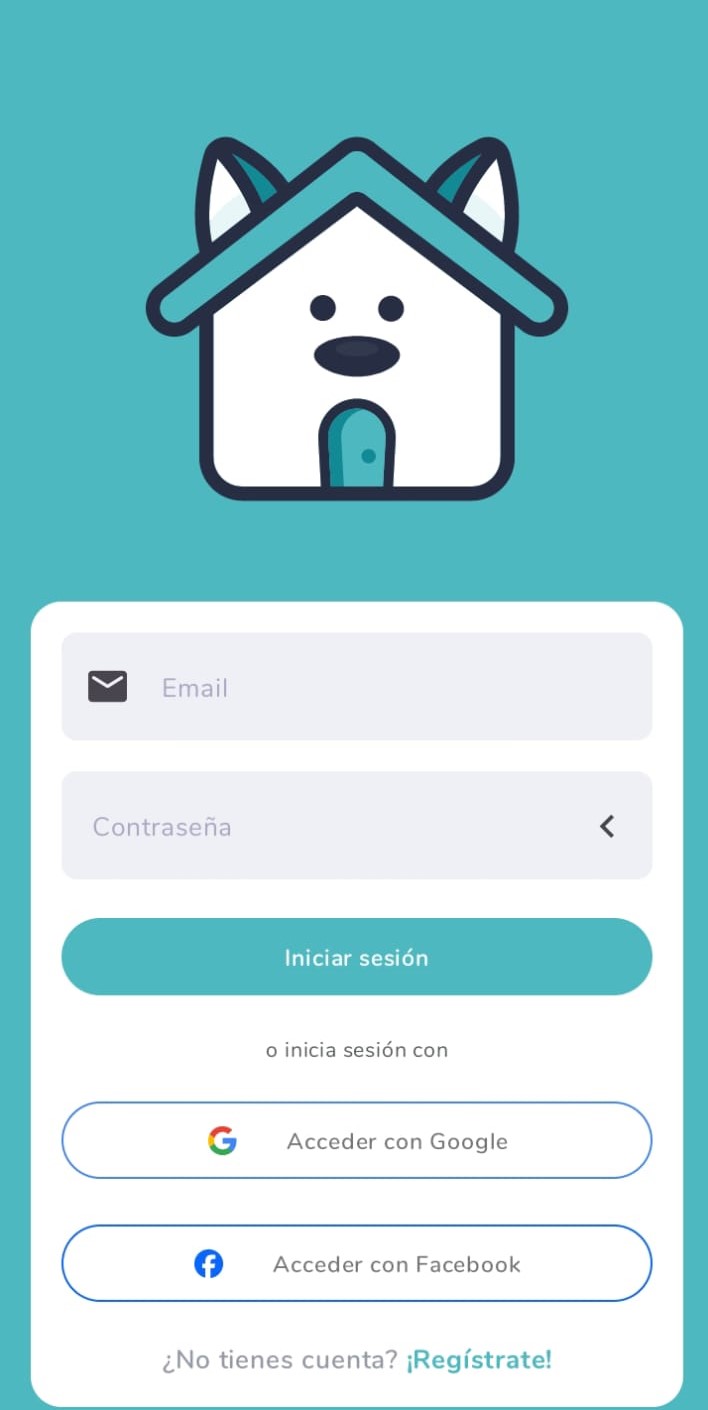 Email
Contraseña
Iniciar sesión
o inicia sesión con
Acceder con Google
Acceder con Facebook
¿No tienes cuenta? ¡Regístrate!